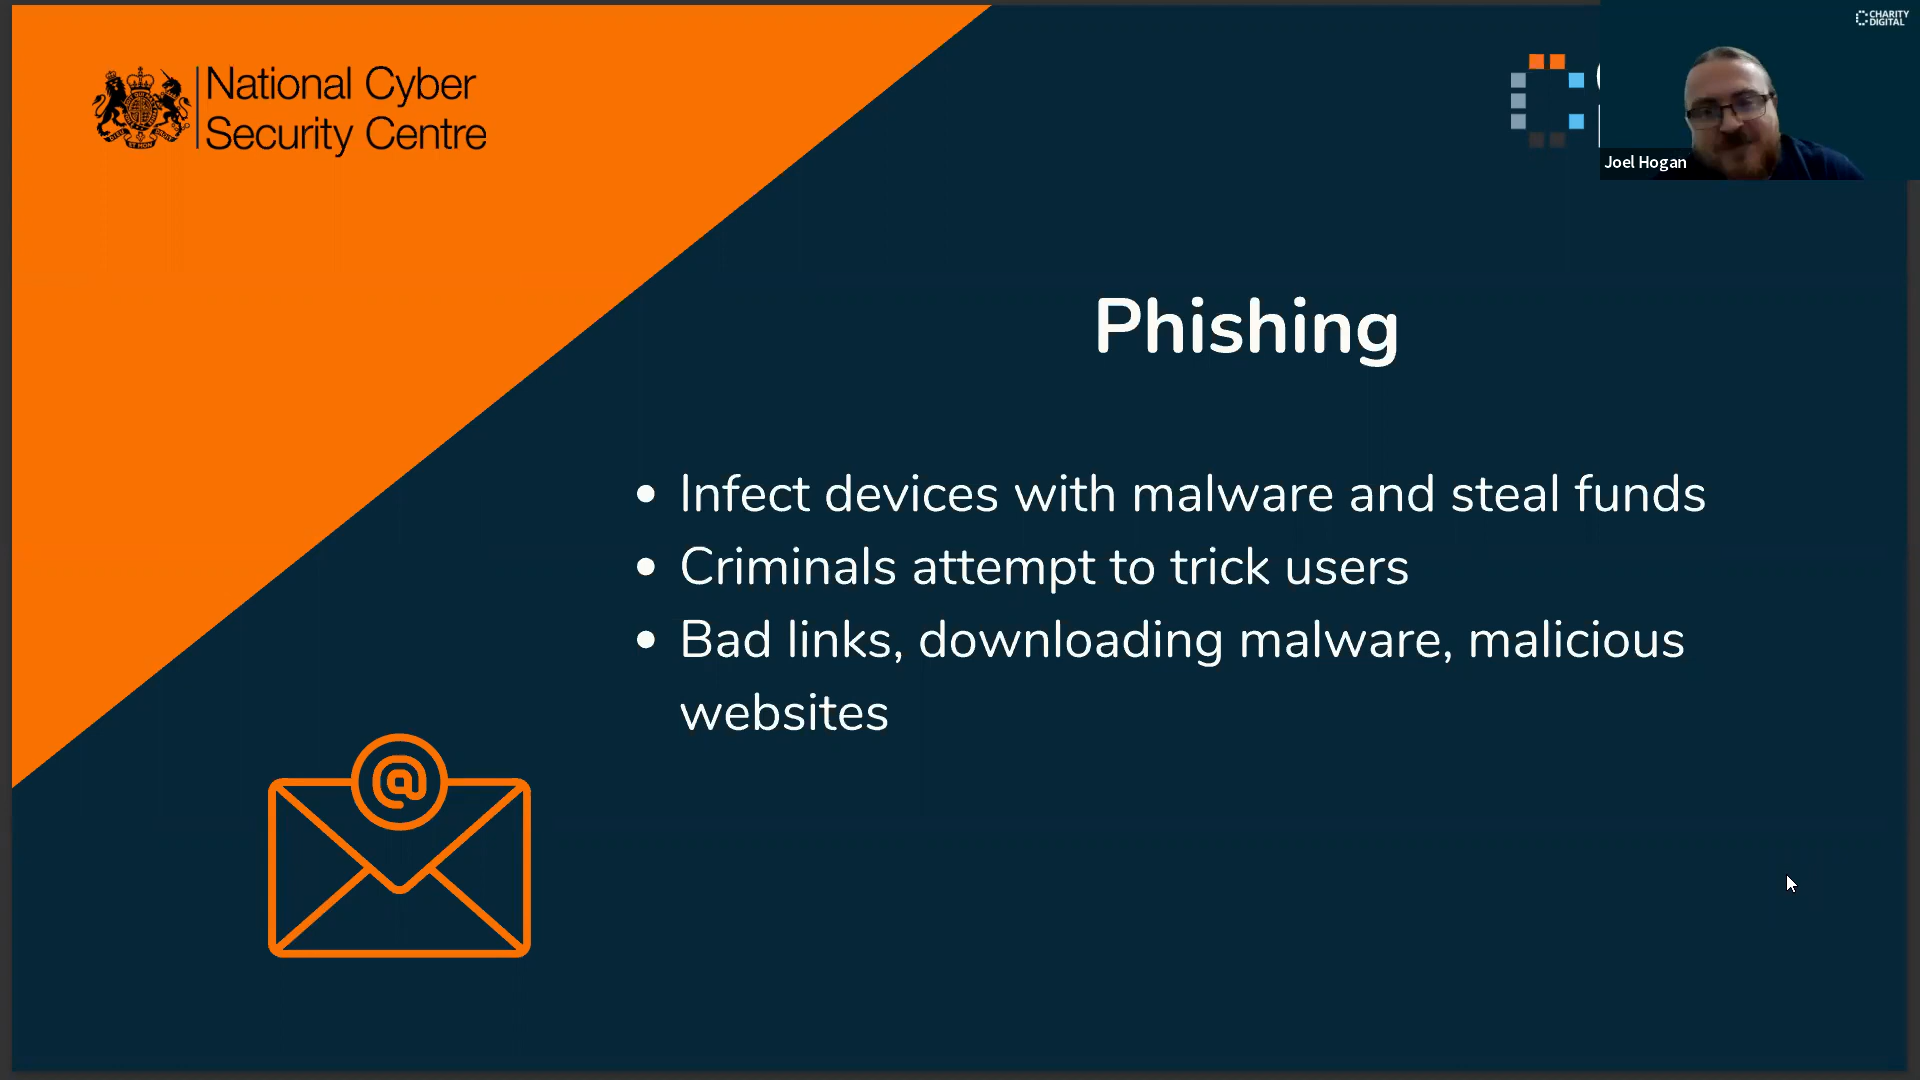 National Cyber
Security Centre
CHARITY
DIGITAL
Joel Hogan
Phishing
• Infect devices with malware and steal funds
• Criminals attempt to trick users
• Bad links, downloading malware, malicious
websites
@